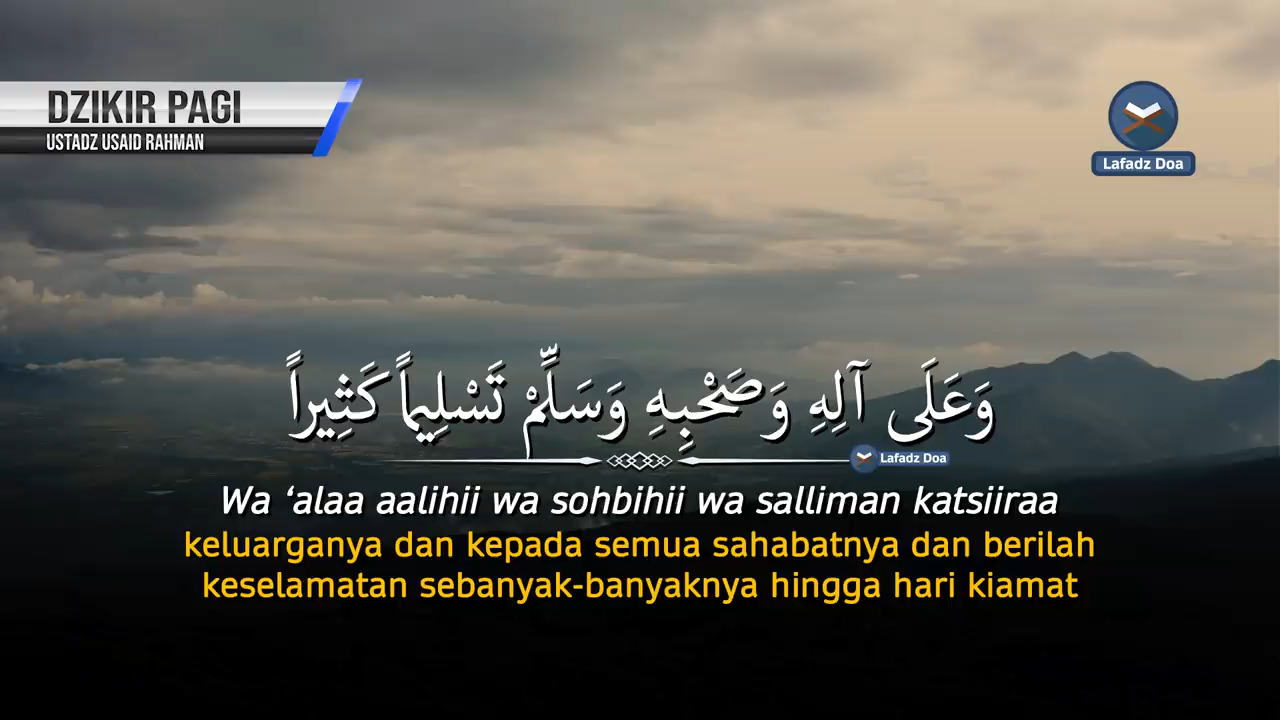 DZIKIR PAGI
USTADZ USAID RAHMAN
Lafadz Doa
وَعَلَى آلِهِ وَصَحْبِهِ وَسَلِّمْ تَسْلِيماً كَثِيراً
Lafadz Doa
Wa ‘alaa aalihii wa sohbihii wa salliman katsiiraa
keluarganya dan kepada semua sahabatnya dan berilah
keselamatan sebanyak-banyaknya hingga hari kiamat